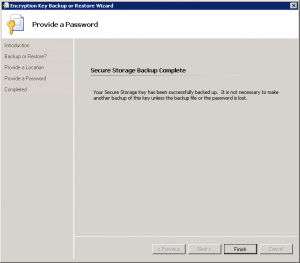 Encryption Key Backup or Restore Wizard
Provide a Password
Introduction
Backup or Restore?
Provide a Location
Provide a Password
Completed
Secure Storage Backup Complete
Your Secure Storage Key has been successfully backed up. It is not necessary to make
another backup of this key unless the backup file or the password is lost.
< Previous Next > Finish Cancel